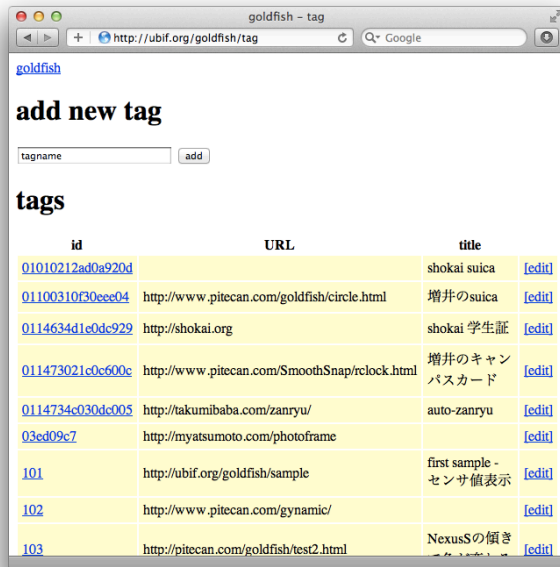 goldfish – tag
http://ubif.org/goldfish/tag
Google
goldfish
add new tag
tagname add
tags
id URL title
01010212ad0a920d shokai suica [edit]
01100310f30eee04 http://www.pitecan.com/goldfish/circle.html 増井のsuica [edit]
0114634d1e0dc929 http://shokai.org shokai 学生証 [edit]
011473021c0c600c http://www.pitecan.com/SmoothSnap/rclock.html 増井のキャン
パスカード [edit]
0114734c030dc005 http://takumibaba.com/zanryu/ auto-zanryu [edit]
03ed09c7 http://myatsumoto.com/photoframe [edit]
101 http://ubif.org/goldfish/sample first sample -
センサ値表示 [edit]
102 http://www.pitecan.com/gynamic/ [edit]
103 http://pitecan.com/goldfish/test2.html NexusSの傾き [edit]